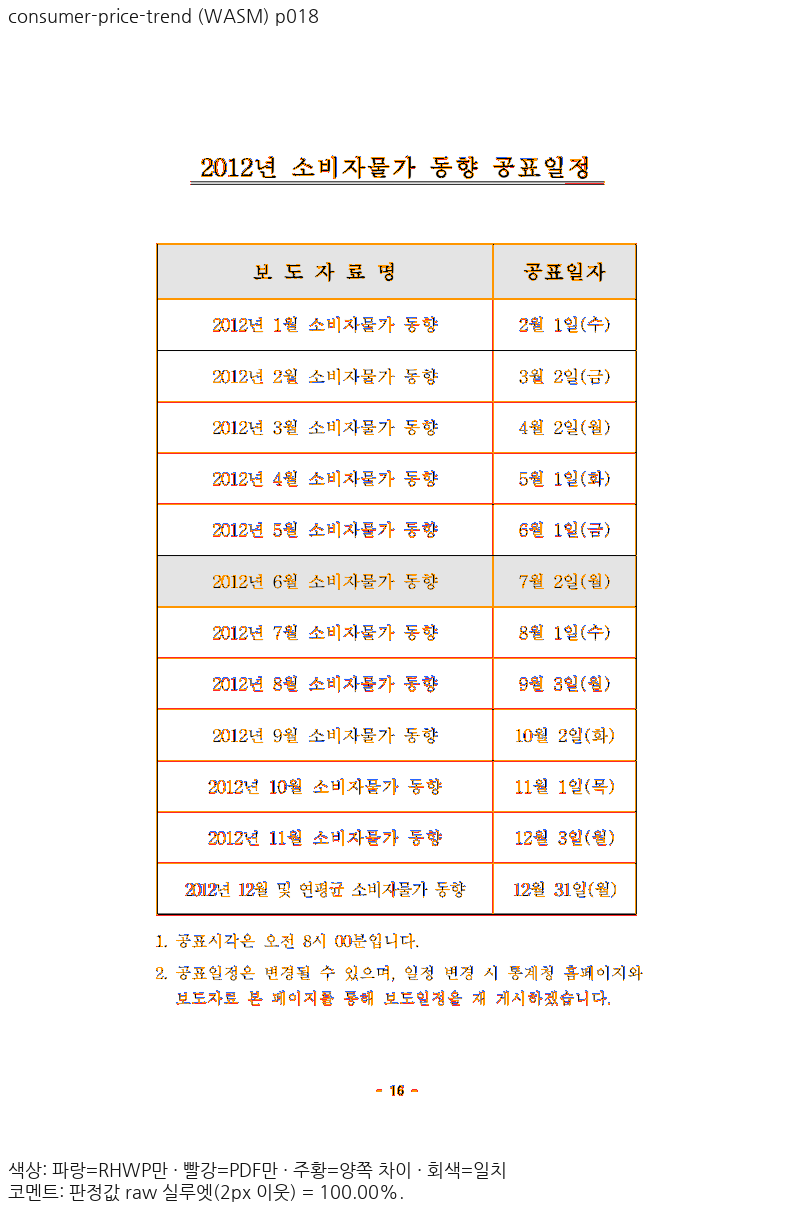 consumer-price-trend (WASM) p018
2012년 소비자물가 동향 공표일정
보 도 자 료 명 공표일자
2012년 1월 소비자물가 동향 2월 1일(수)
2012년 2월 소비자물가 동향 3월 2일(금)
2012년 3월 소비자물가 동향 4월 2일(월)
2012년 4월 소비자물가 동향 5월 1일(화)
2012년 5월 소비자물가 동향 6월 1일(금)
2012년 6월 소비자물가 동향 7월 2일(월)
2012년 7월 소비자물가 동향 8월 1일(수)
2012년 8월 소비자물가 동향 9월 3일(월)
2012년 9월 소비자물가 동향 10월 2일(화)
2012년 10월 소비자물가 동향 11월 1일(목)
2012년 11월 소비자물가 동향 12월 3일(월)
2012년 12월 및 연평균 소비자물가 동향 12월 31일(월)
1. 공표시각은 오전 8시 00분입니다.
2. 공표일정은 변경될 수 있으며, 일정 변경 시 통계청 홈페이지와
보도자료 본 페이지를 통해 보도일정을 재 게시하겠습니다.
- 16 -
색상: 파랑=RHWP만 · 빨강=PDF만 · 주황=양쪽 차이 · 회색=일치
코멘트: 판정값 raw 실루엣(2px 이웃) = 100.00%.